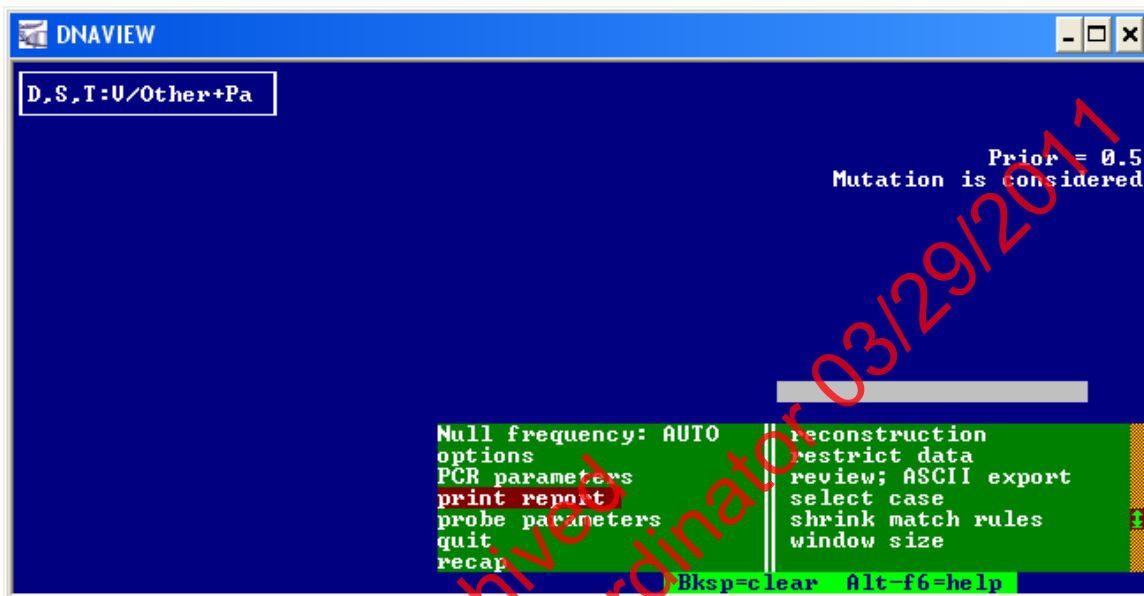 DNAVIEW
D,S,T:V/Other+Pa
Prior = 0.5
Mutation is considered
Null frequency: AUTO
options
PCR parameters
print report
probe parameters
quit
recap
reconstruction
restrict data
review; ASCII export
select case
shrink match rules
window size
Bksp=clear Alt-f6=help
03/29/2011